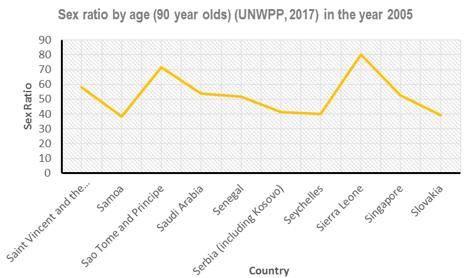 Sex ratio by age (90 year olds) (UNWPP, 2017) in the year 2005
90
80
70
60
50
40
30
20
10
0
Sex Ratio
Saint Vincent and the...
Samoa
Sao Tome and Principe
Saudi Arabia
Senegal
Serbia (including Kosovo)
Seychelles
Sierra Leone
Singapore
Slovakia
Country